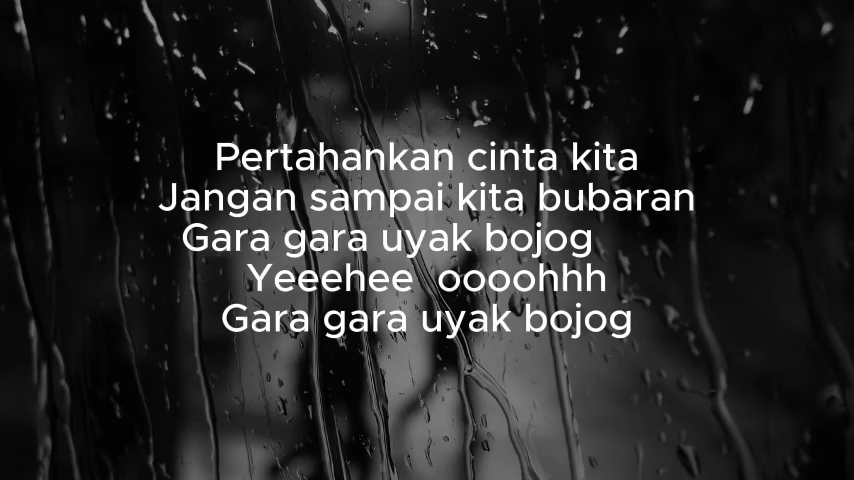 Pertahankan cinta kita
Jangan sampai kita bubaran
Gara gara uyak bojog
Yeeehee oooohhh
Gara gara uyak bojog